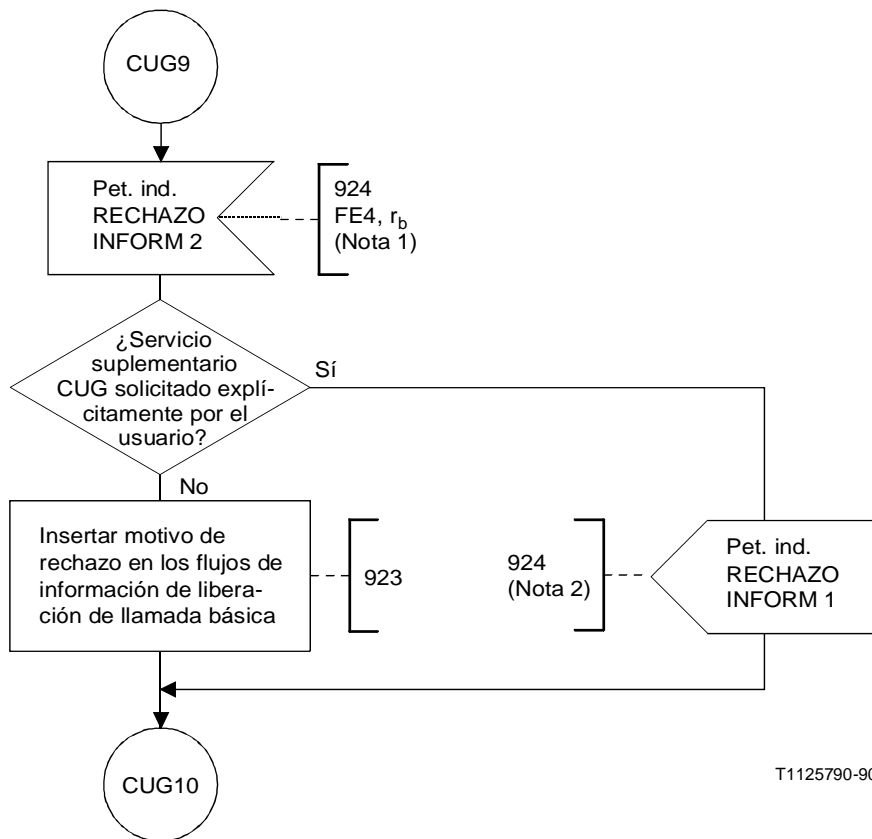 CUG9
Pet. ind.
RECHAZO
INFORM 2
924
FE4, r_b
(Nota 1)
¿Servicio
suplementario
CUG solicitado explí-
citamente por el
usuario?
Sí
No
Insertar motivo de
rechazo en los flujos de
información de libera-
ción de llamada básica
923
924
(Nota 2)
Pet. ind.
RECHAZO
INFORM 1
CUG10
T1125790-90